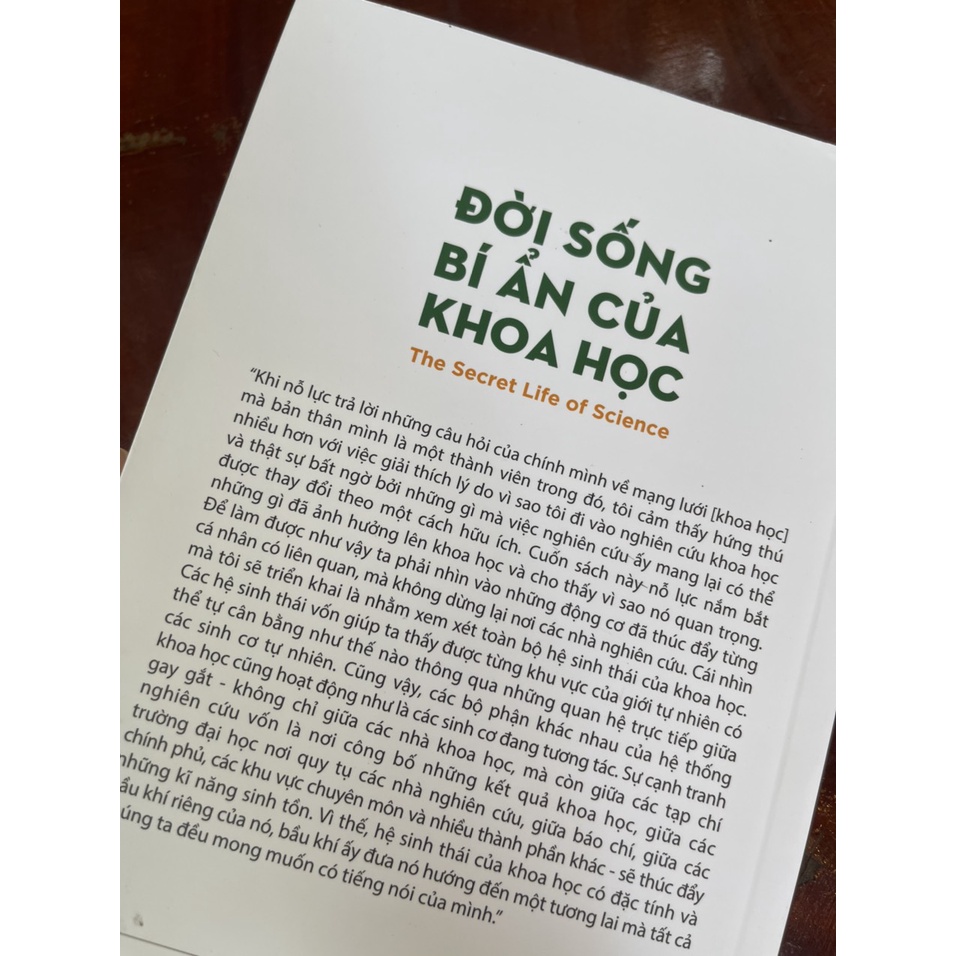 ĐỜI SỐNG
BÍ ẨN CỦA
KHOA HỌC
The Secret Life of Science
“Khi nỗ lực trả lời những câu hỏi của chính mình về mạng lưới [khoa học]
mà bản thân mình là một thành viên trong đó, tôi cảm thấy hứng thú
nhiều hơn với việc giải thích lý do vì sao tôi đi vào nghiên cứu khoa học
và thật sự bất ngờ bởi những gì mà việc nghiên cứu ấy mang lại có thể
được thay đổi theo một cách hữu ích. Cuốn sách này nỗ lực nắm bắt
những gì đã ảnh hưởng lên khoa học và cho thấy vì sao nó quan trọng.
Để làm được như vậy ta phải nhìn vào những động cơ đã thúc đẩy từng
cá nhân có liên quan, mà không dừng lại nơi các nhà nghiên cứu. Cái nhìn
mà tôi sẽ triển khai là nhằm xem xét toàn bộ hệ sinh thái của khoa học.
Các hệ sinh thái vốn giúp ta thấy được từng khu vực của giới tự nhiên có
thể tự cân bằng như thế nào thông qua những quan hệ trực tiếp giữa
các sinh cơ tự nhiên. Cũng vậy, các bộ phận khác nhau của hệ thống
khoa học cũng hoạt động như là các sinh cơ đang tương tác. Sự cạnh tranh
gay gắt - không chỉ giữa các nhà khoa học, mà còn giữa các tạp chí
nghiên cứu vốn là nơi công bố những kết quả khoa học, giữa các
trường đại học nơi quy tụ các nhà nghiên cứu, giữa báo chí, giữa các
chính phủ, các khu vực chuyên môn và nhiều thành phần khác - sẽ thúc đẩy
những kĩ năng sinh tồn. Vì thế, hệ sinh thái của khoa học có đặc tính và
ầu khí riêng của nó, bầu khí ấy đưa nó hướng đến một tương lai mà tất cả
úng ta đều mong muốn có tiếng nói của mình.”